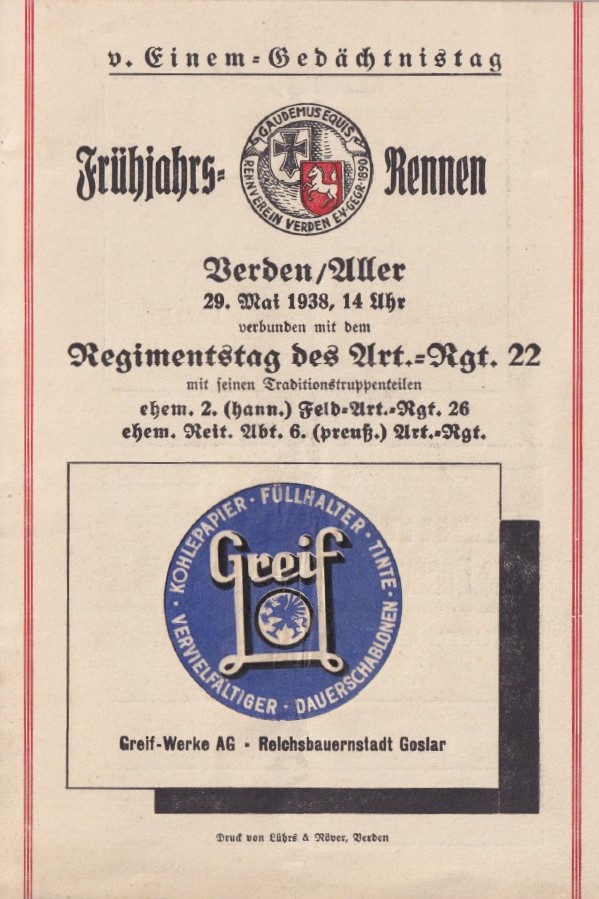 v. Einem-Gedächtnistag
Frühjahrs-Rennen
GAUDEMUS EQUIS
RENNVEREIN VERDEN E.V. GEGR. 1890
Verden/Aller
29. Mai 1938, 14 Uhr
verbunden mit dem
Regimentstag des Art.-Rgt. 22
mit seinen Traditionstruppenteilen
ehem. 2. (hann.) Feld-Art.-Rgt. 26
ehem. Reit. Abt. 6. (preuß.) Art.-Rgt.
KOHLEPAPIER · FÜLLHALTER · TINTE ·
Greif
VERVIELFÄLTIGER · DAUERSCHABLONEN
Greif-Werke AG · Reichsbauernstadt Goslar
Druck von Lührs & Röver, Verden